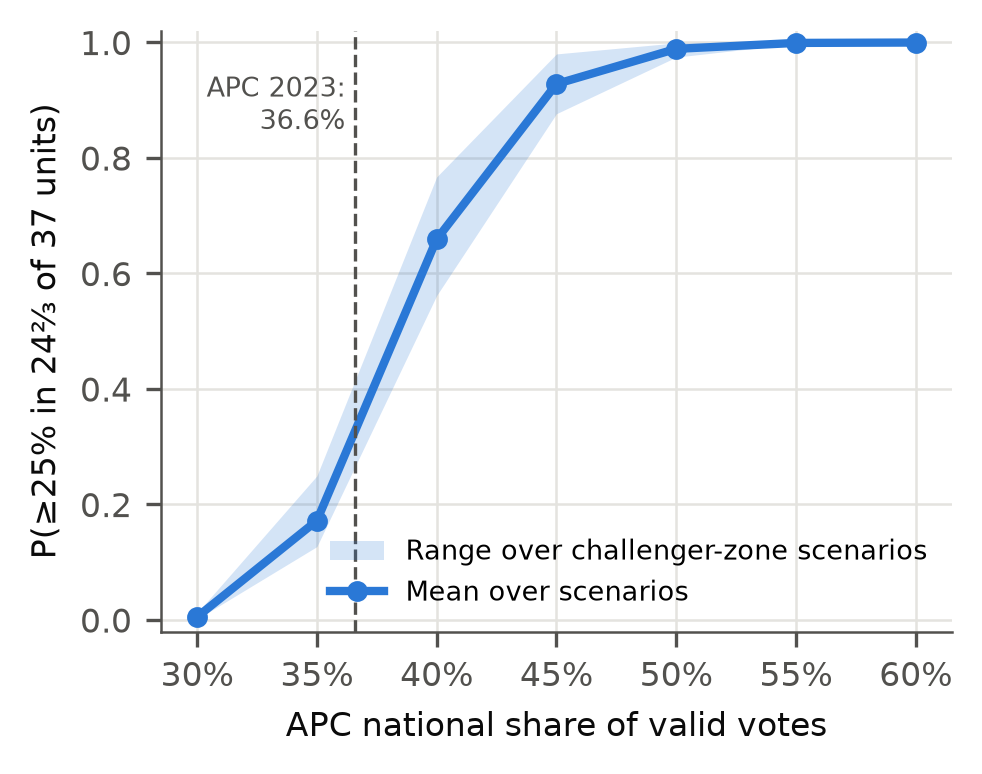 1.0
0.8
0.6
0.4
0.2
0.0
P(≥25% in 24⅔ of 37 units)
APC 2023:
36.6%
Range over challenger-zone scenarios
Mean over scenarios
30% 35% 40% 45% 50% 55% 60%
APC national share of valid votes